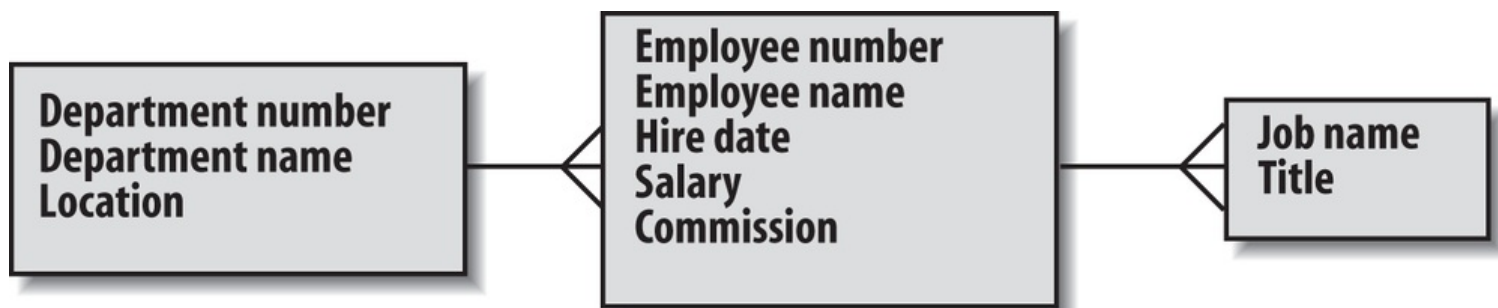 Department number
Department name
Location
Employee number
Employee name
Hire date
Salary
Commission
Job name
Title